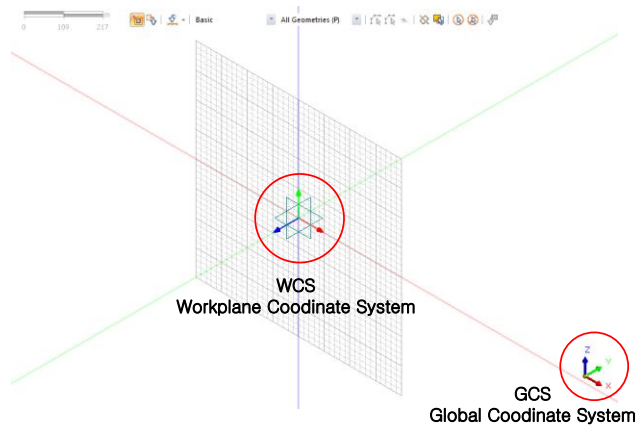 Basic
All Geometries (P)
0
109
217
m
WCS
Workplane Coodinate System
Z
Y
X
GCS
Global Coodinate System